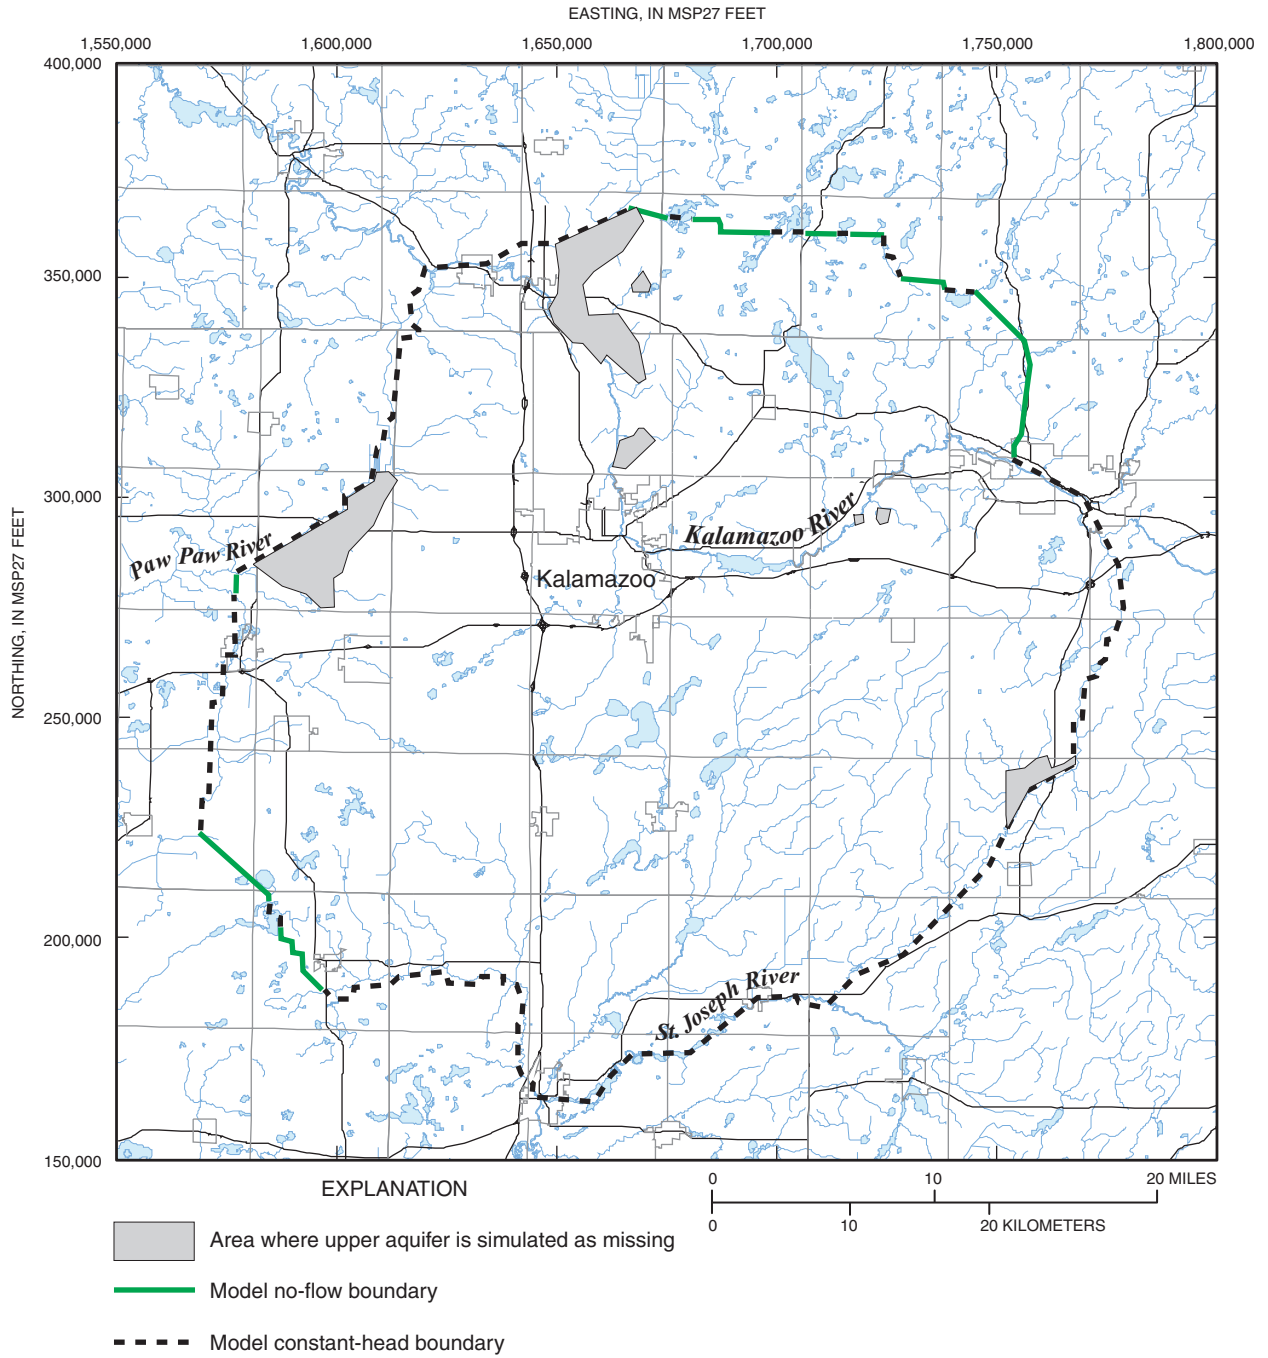 EASTING, IN MSP27 FEET
1,550,000 1,600,000 1,650,000 1,700,000 1,750,000 1,800,000
400,000
350,000
300,000
250,000
200,000
150,000
NORTHING, IN MSP27 FEET
Paw Paw River
Kalamazoo River
Kalamazoo
St. Joseph River
EXPLANATION
0 10 20 MILES
0 10 20 KILOMETERS
Area where upper aquifer is simulated as missing
Model no-flow boundary
Model constant-head boundary